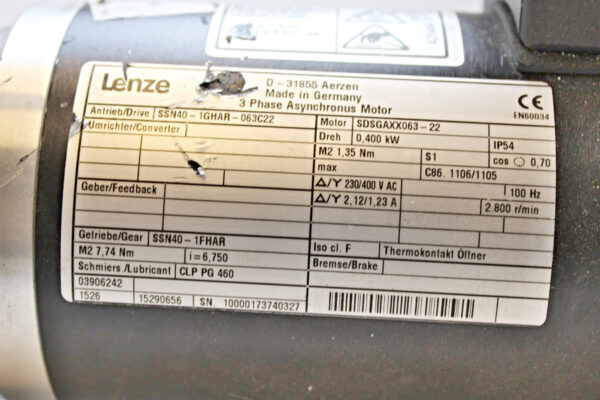 Lenze
D - 31855 Aerzen
Made in Germany
3 Phase Asynchronus Motor
CE
EN60034
Antrieb/Drive SSN40-1GHAR-063C22
Umrichter/Converter
Geber/Feedback
Getriebe/Gear SSN40-1FHAR
M2 7,74 Nm i=6,750
Schmiers/Lubricant CLP PG 460
03906242
1526 15290656 SN 10000173740327
Motor SDSGAXX063-22
Dreh 0,400 kW IP54
M2 1,35 Nm S1 cos ⌀ 0,70
max C86. 1106/1105
△/Y 230/400 V AC 100 Hz
△/Y 2,12/1,23 A 2.800 r/min
Iso cl. F Thermokontakt Öffner
Bremse/Brake